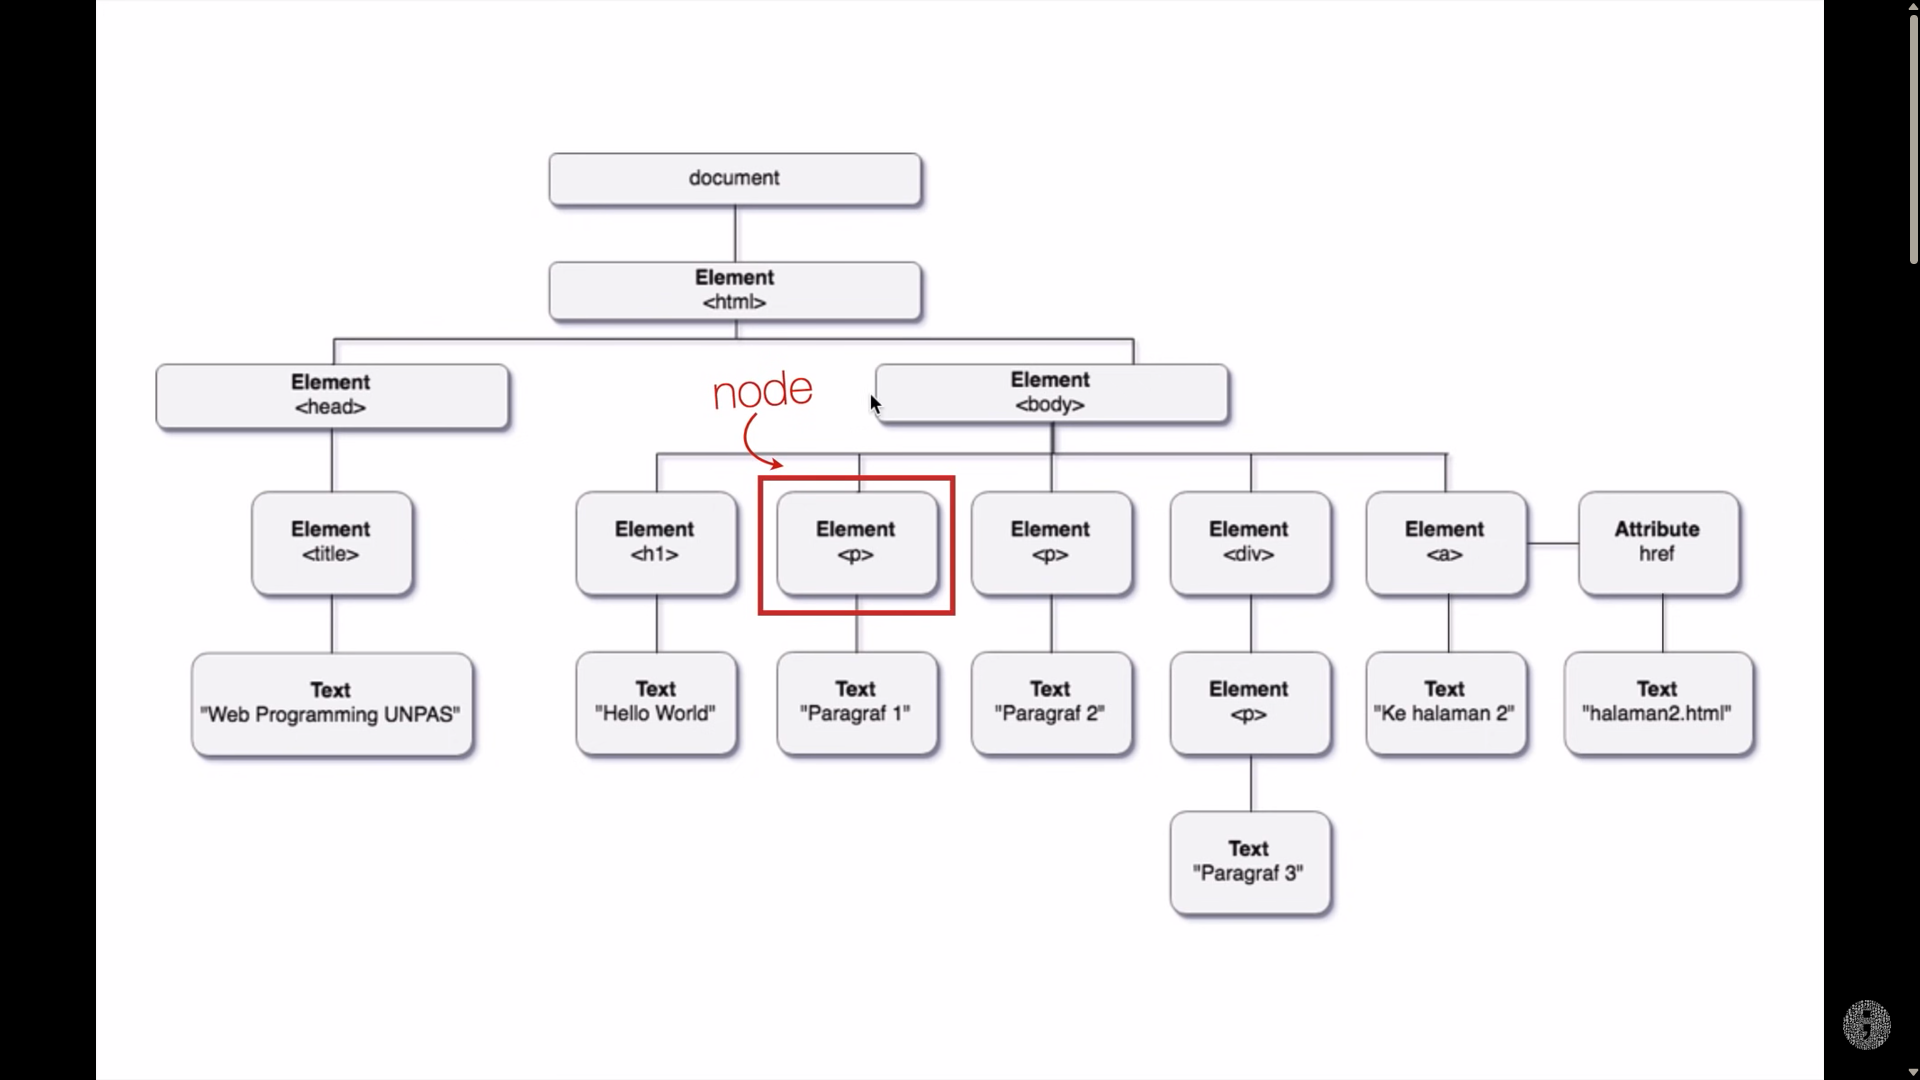 document
Element
<html>
Element
<head>
node
Element
<body>
Element
<title>
Element
<h1>
Element
<p>
Element
<p>
Element
<div>
Element
<a>
Attribute
href
Text
"Web Programming UNPAS"
Text
"Hello World"
Text
"Paragraf 1"
Text
"Paragraf 2"
Element
<p>
Text
"Ke halaman 2"
Text
"halaman2.html"
Text
"Paragraf 3"